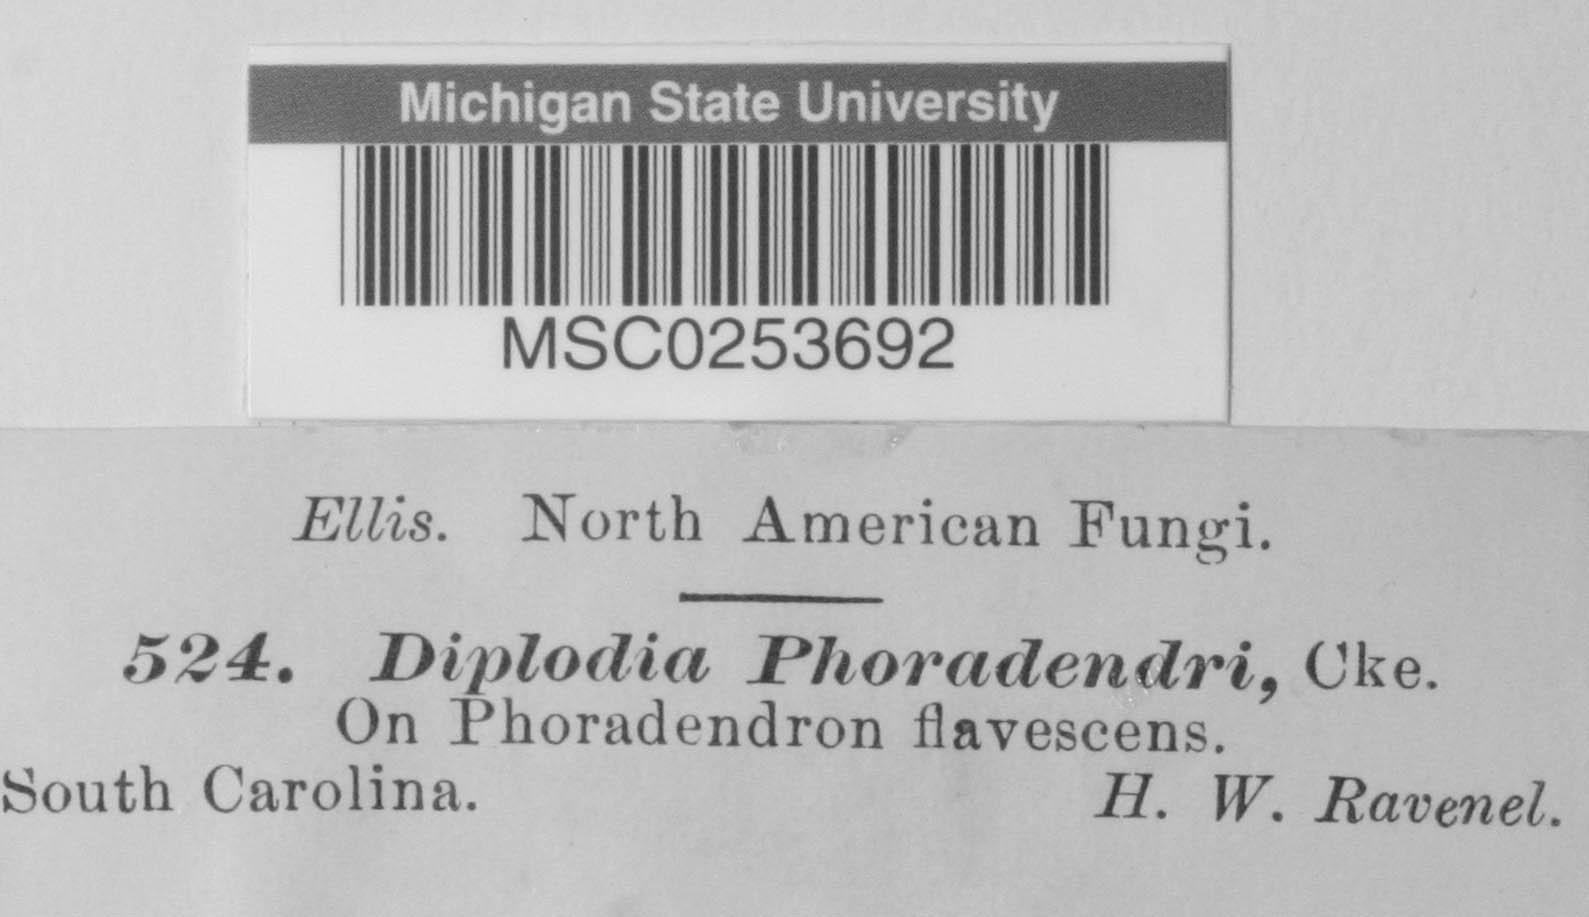 Michigan State University
MSC0253692
Ellis. North American Fungi.
524. Diplodia Phoradendri, Cke.
On Phoradendron flavescens.
South Carolina. H. W. Ravenel.